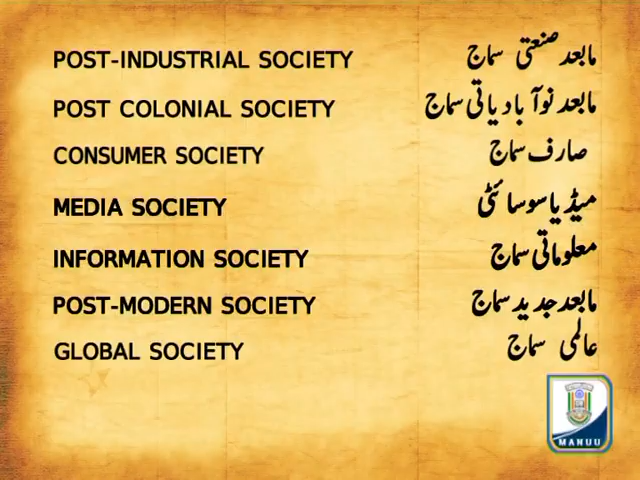 POST-INDUSTRIAL SOCIETY مابعد صنعتی سماج
POST COLONIAL SOCIETY مابعد نوآبادیاتی سماج
CONSUMER SOCIETY صارف سماج
MEDIA SOCIETY میڈیا سوسائٹی
INFORMATION SOCIETY معلوماتی سماج
POST-MODERN SOCIETY مابعد جدید سماج
GLOBAL SOCIETY عالمی سماج
MANUU